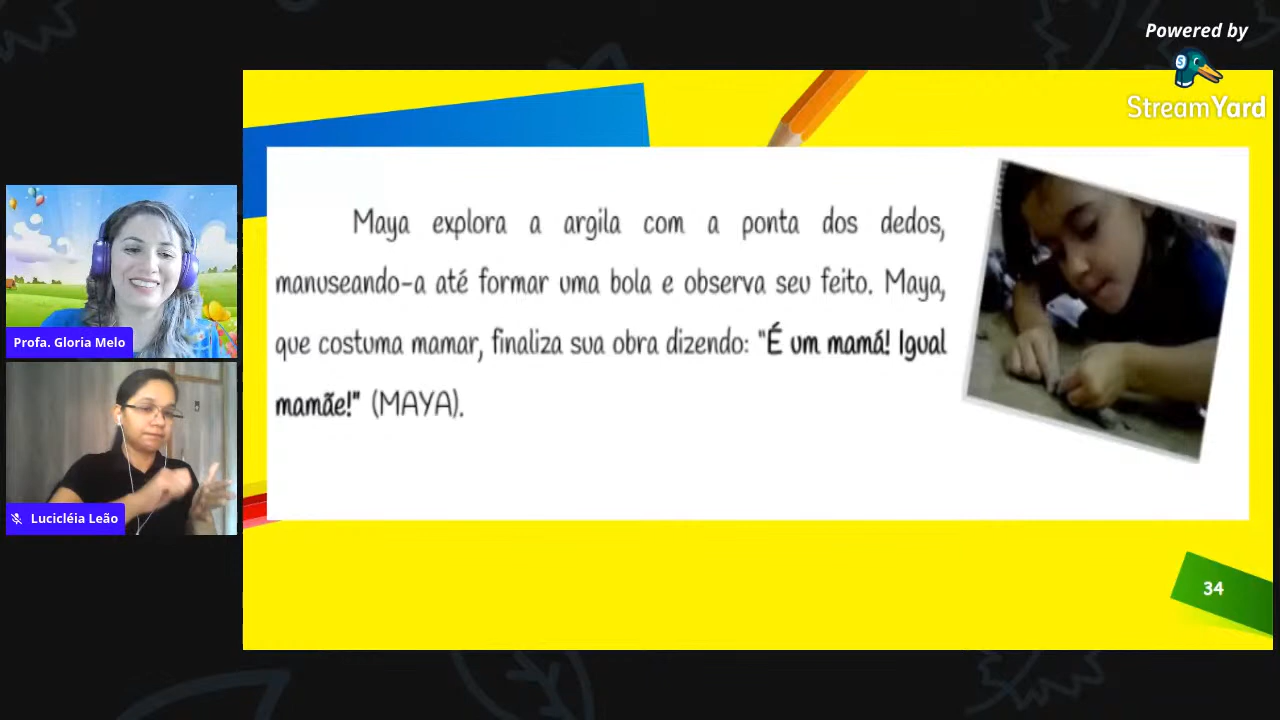 Powered by
StreamYard
Maya explora a argila com a ponta dos dedos,
manuseando-a até formar uma bola e observa seu feito. Maya,
que costuma mamar, finaliza sua obra dizendo: "É um mamá! Igual
mamãe!" (MAYA).
Profa. Gloria Melo
Lucicléia Leão
34